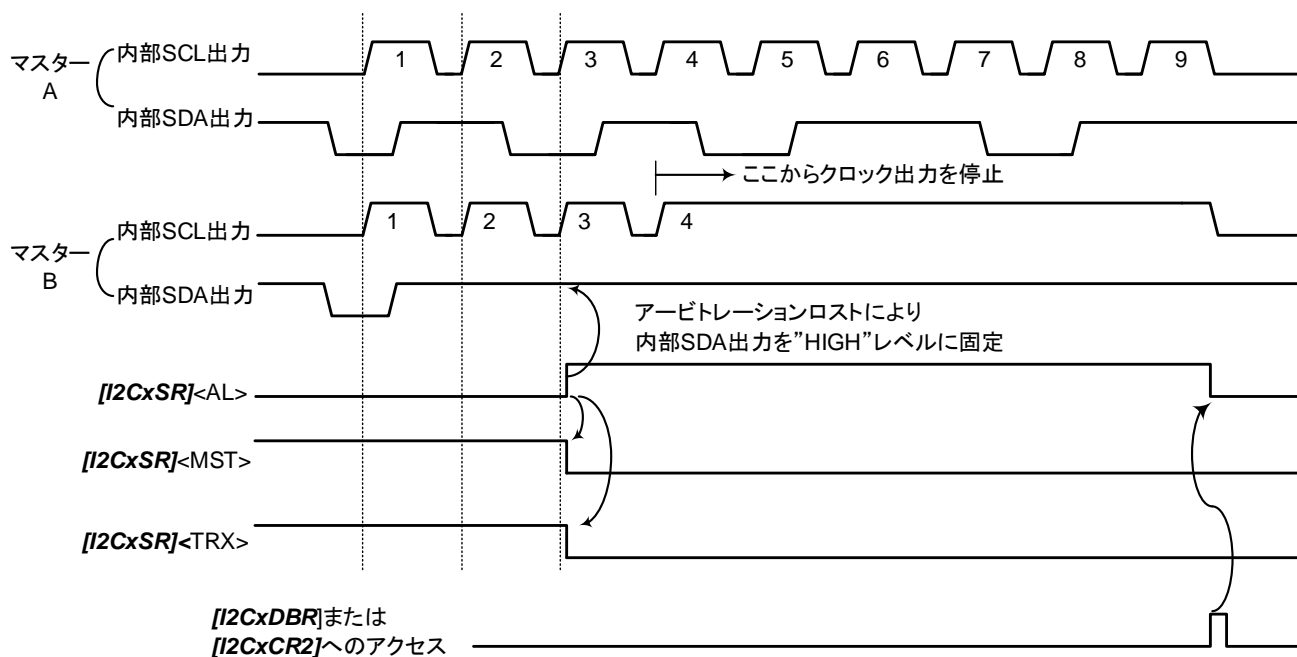 マスター
A
内部SCL出力
1 2 3 4 5 6 7 8 9
内部SDA出力
ここからクロック出力を停止
マスター
B
内部SCL出力
1 2 3 4
内部SDA出力
アービトレーションロストにより
内部SDA出力を”HIGH”レベルに固定
[I2CxSR]<AL>
[I2CxSR]<MST>
[I2CxSR]<TRX>
[I2CxDBR]または
[I2CxCR2]へのアクセス